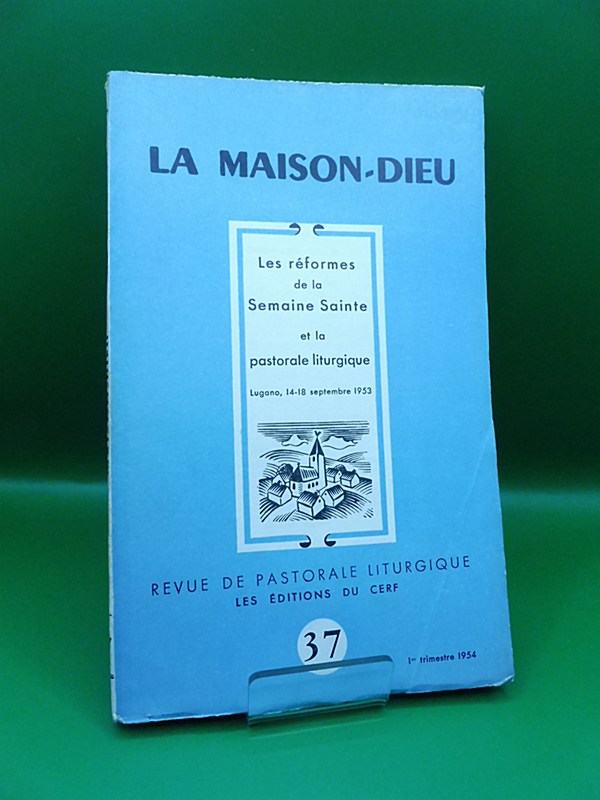 LA MAISON-DIEU
Les réformes
de la
Semaine Sainte
et la
pastorale liturgique
Lugano, 14-18 septembre 1953
REVUE DE PASTORALE LITURGIQUE
LES ÉDITIONS DU CERF
37
1er trimestre 1954